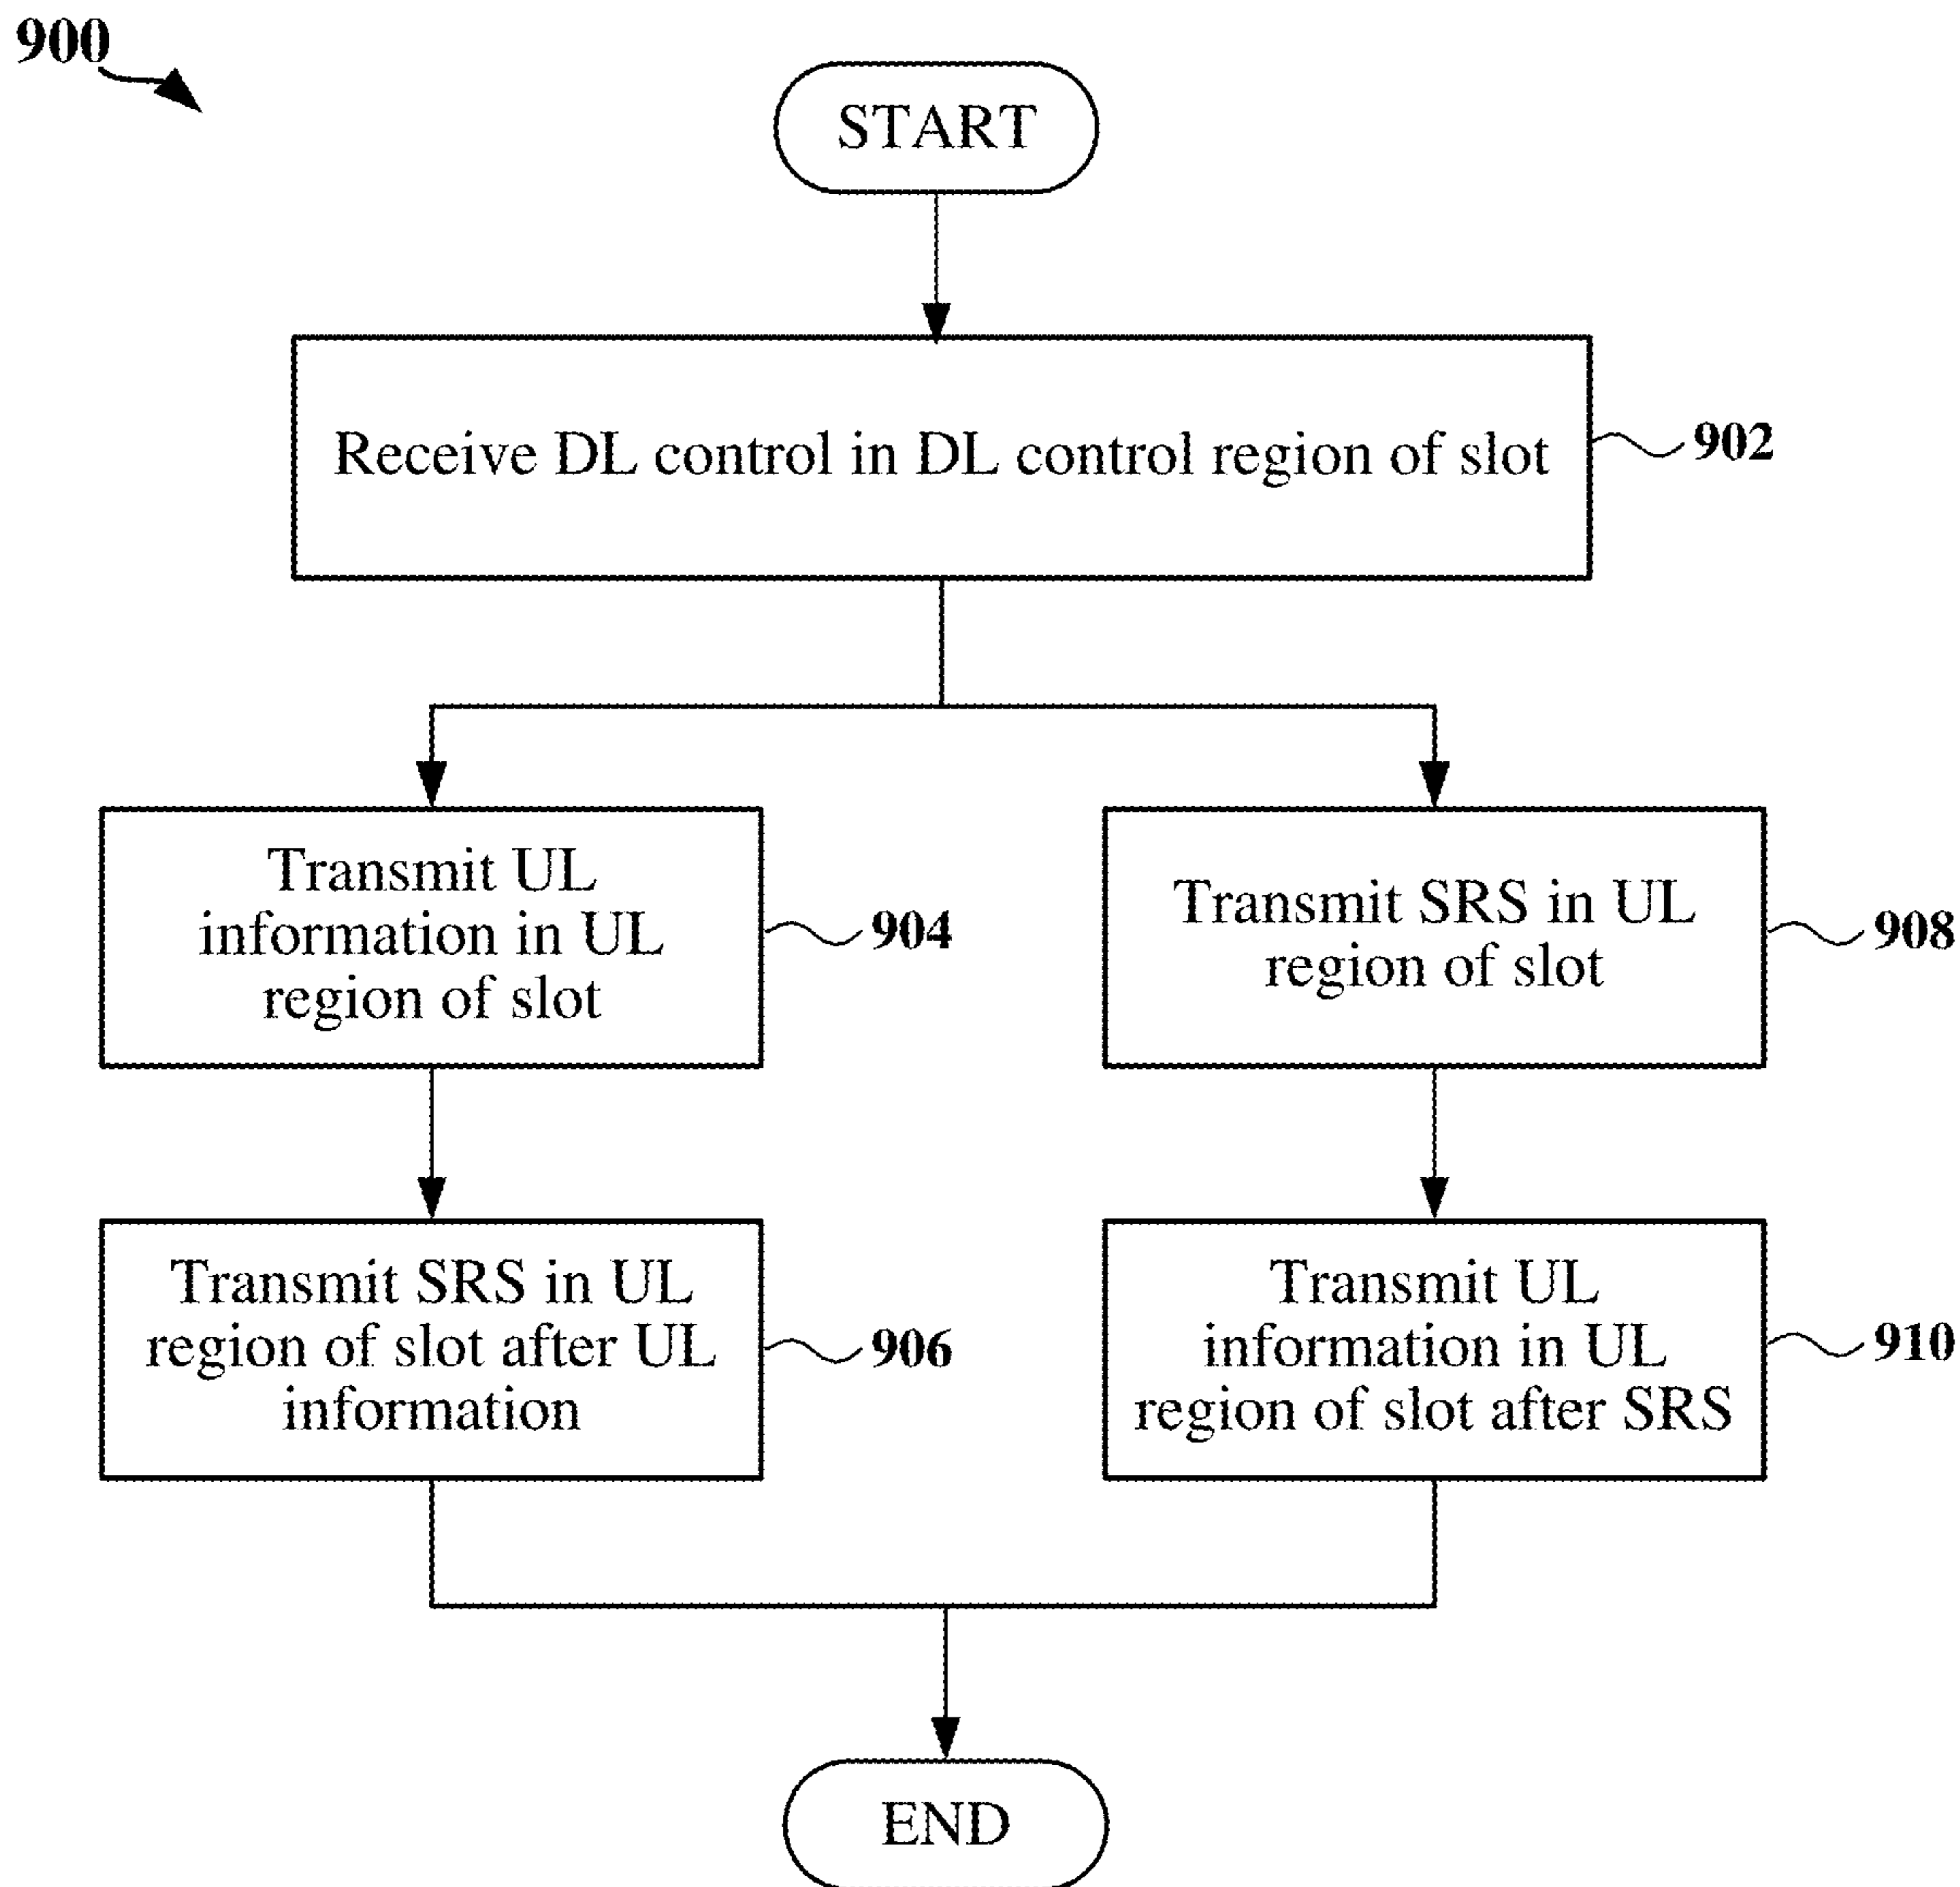 900
START
Receive DL control in DL control region of slot
902
Transmit UL
information in UL
region of slot
904
Transmit SRS in UL
region of slot
908
Transmit SRS in UL
region of slot after UL
information
906
Transmit UL
information in UL
region of slot after SRS
910
END